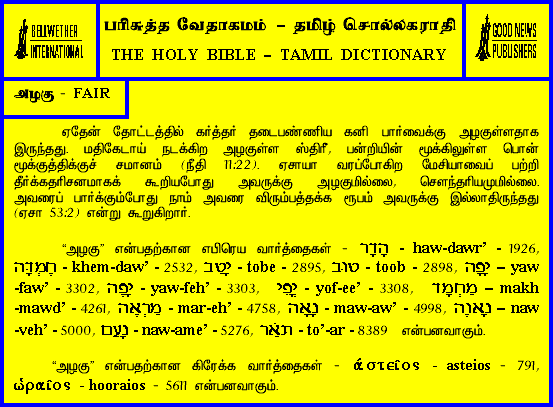 BELLWETHER
INTERNATIONAL
பரிசுத்த வேதாகமம் – தமிழ் சொல்லகராதி
THE HOLY BIBLE – TAMIL DICTIONARY
GOOD NEWS
PUBLISHERS
அழகு - FAIR
ஏதேன் தோட்டத்தில் கர்த்தர் தடைபண்ணிய கனி பார்வைக்கு அழகுள்ளதாக
இருந்தது. மதிகேடாய் நடக்கிற அழகுள்ள ஸ்திரீ, பன்றியின் மூக்கிலுள்ள பொன்
மூக்குத்திக்குச் சமானம் (நீதி 11:22). ஏசாயா வரப்போகிற மேசியாவைப் பற்றி
தீர்க்கதரிசனமாகக் கூறியபோது அவருக்கு அழகுமில்லை, சௌந்தரியமுமில்லை.
அவரைப் பார்க்கும்போது நாம் அவரை விரும்பத்தக்க ரூபம் அவருக்கு இல்லாதிருந்தது
(ஏசா 53:2) என்று கூறுகிறார்.
“அழகு” என்பதற்கான எபிரெய வார்த்தைகள் - הָדָר - haw-dawr’ - 1926,
חֶמְדָּה - khem-daw’ - 2532, יָטַב - tobe - 2895, טוֹב - toob - 2898, יָפָה – yaw
-faw’ - 3302, יָפֶה - yaw-feh’ - 3303, יֳפִי - yof-ee’ - 3308, מַחְמָד – makh
-mawd’ - 4261, מַרְאֶה - mar-eh’ - 4758, נָאָה - maw-aw’ - 4998, נָאוֶה – naw
-veh’ - 5000, נָעֵם - naw-ame’ - 5276, תֹּאַר - to’-ar - 8389 என்பனவாகும்.
“அழகு” என்பதற்கான கிரேக்க வார்த்தைகள் - ἀστεῖος - asteios - 791,
ὡραῖος - hooraios - 5611 என்பனவாகும்.